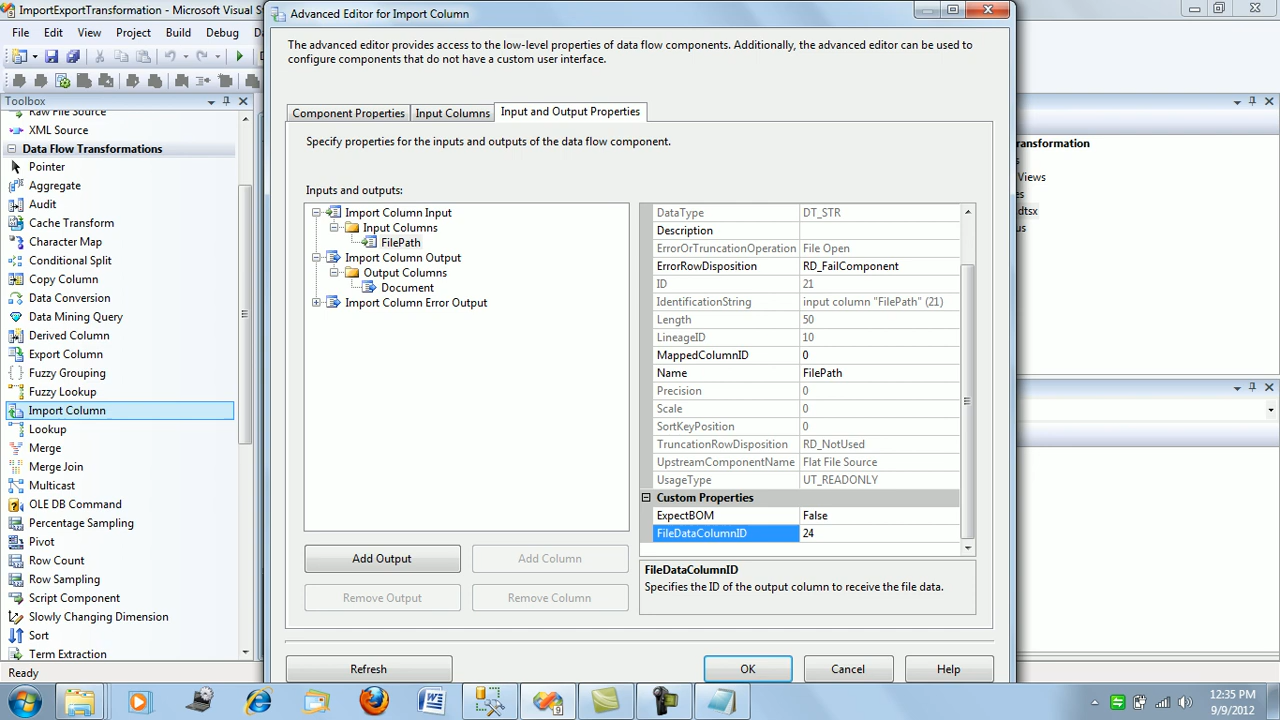 ImportExportTransformation - Microsoft Visual S
File
Edit
View
Project
Build
Debug
Toolbox
Raw File Source
XML Source
Data Flow Transformations
Pointer
Aggregate
Audit
Cache Transform
Character Map
Conditional Split
Copy Column
Data Conversion
Data Mining Query
Derived Column
Export Column
Fuzzy Grouping
Fuzzy Lookup
Import Column
Lookup
Merge
Merge Join
Multicast
OLE DB Command
Percentage Sampling
Pivot
Row Count
Row Sampling
Script Component
Slowly Changing Dimension
Sort
Term Extraction
Ready
Advanced Editor for Import Column
The advanced editor provides access to the low-level properties of data flow components. Additionally, the advanced editor can be used to
configure components that do not have a custom user interface.
Component Properties
Input Columns
Input and Output Properties
Specify properties for the inputs and outputs of the data flow component.
Inputs and outputs:
Import Column Input
Input Columns
FilePath
Import Column Output
Output Columns
Document
Import Column Error Output
Add Output
Add Column
Remove Output
Remove Column
DataType DT_STR
Description
ErrorOrTruncationOperation File Open
ErrorRowDisposition RD_FailComponent
ID 21
IdentificationString input column "FilePath" (21)
Length 50
LineageID 10
MappedColumnID 0
Name FilePath
Precision 0
Scale 0
SortKeyPosition 0
TruncationRowDisposition RD_NotUsed
UpstreamComponentName Flat File Source
UsageType UT_READONLY
Custom Properties
ExpectBOM False
FileDataColumnID 24
FileDataColumnID
Specifies the ID of the output column to receive the file data.
Refresh
OK
Cancel
Help
ransformation
s
Views
es
dtsx
us
12:35 PM
9/9/2012